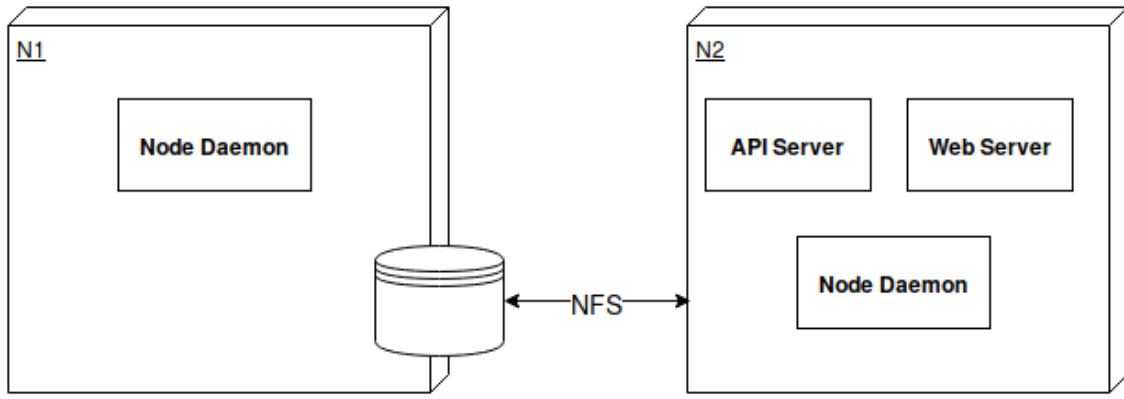 N1
Node Daemon
NFS
N2
API Server
Web Server
Node Daemon